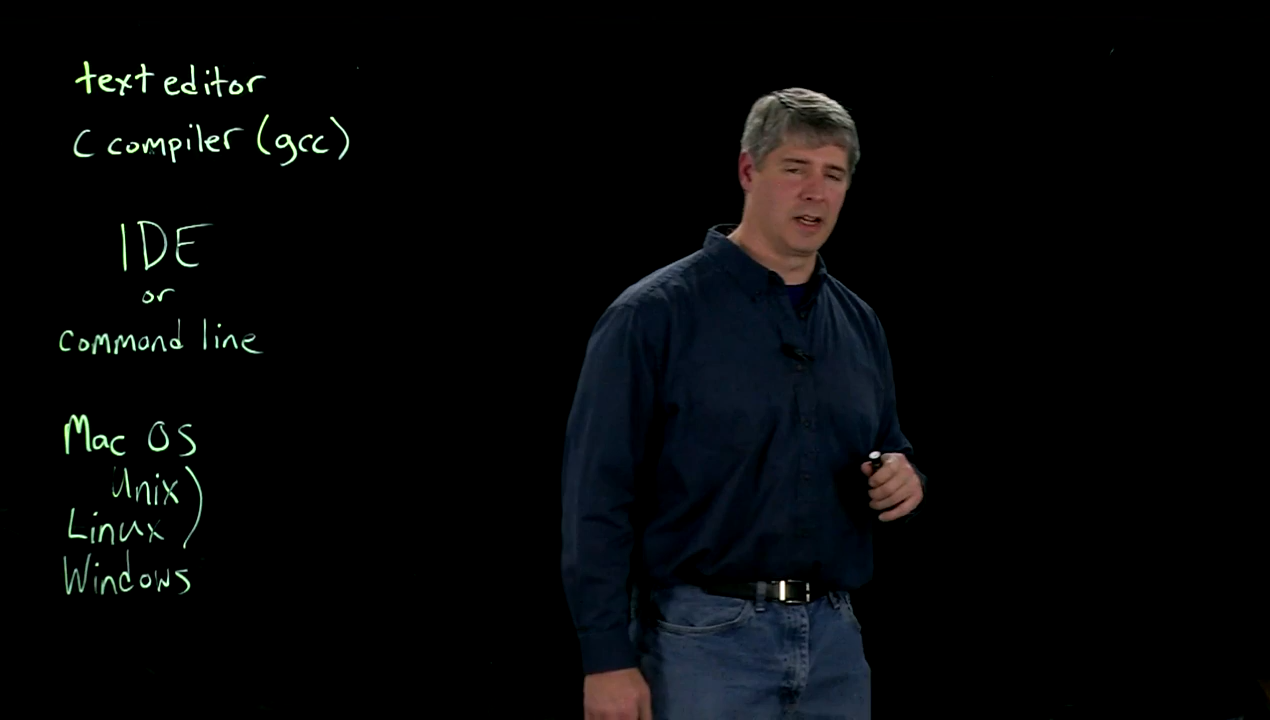 text editor
C compiler (gcc)
IDE
or
command line
Mac OS
Unix)
Linux
Windows